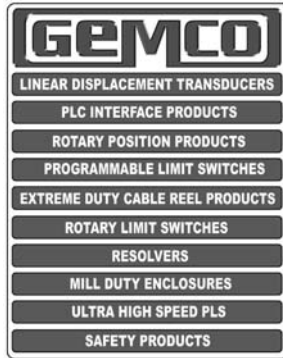 GEMCO
LINEAR DISPLACEMENT TRANSDUCERS
PLC INTERFACE PRODUCTS
ROTARY POSITION PRODUCTS
PROGRAMMABLE LIMIT SWITCHES
EXTREME DUTY CABLE REEL PRODUCTS
ROTARY LIMIT SWITCHES
RESOLVERS
MILL DUTY ENCLOSURES
ULTRA HIGH SPEED PLS
SAFETY PRODUCTS